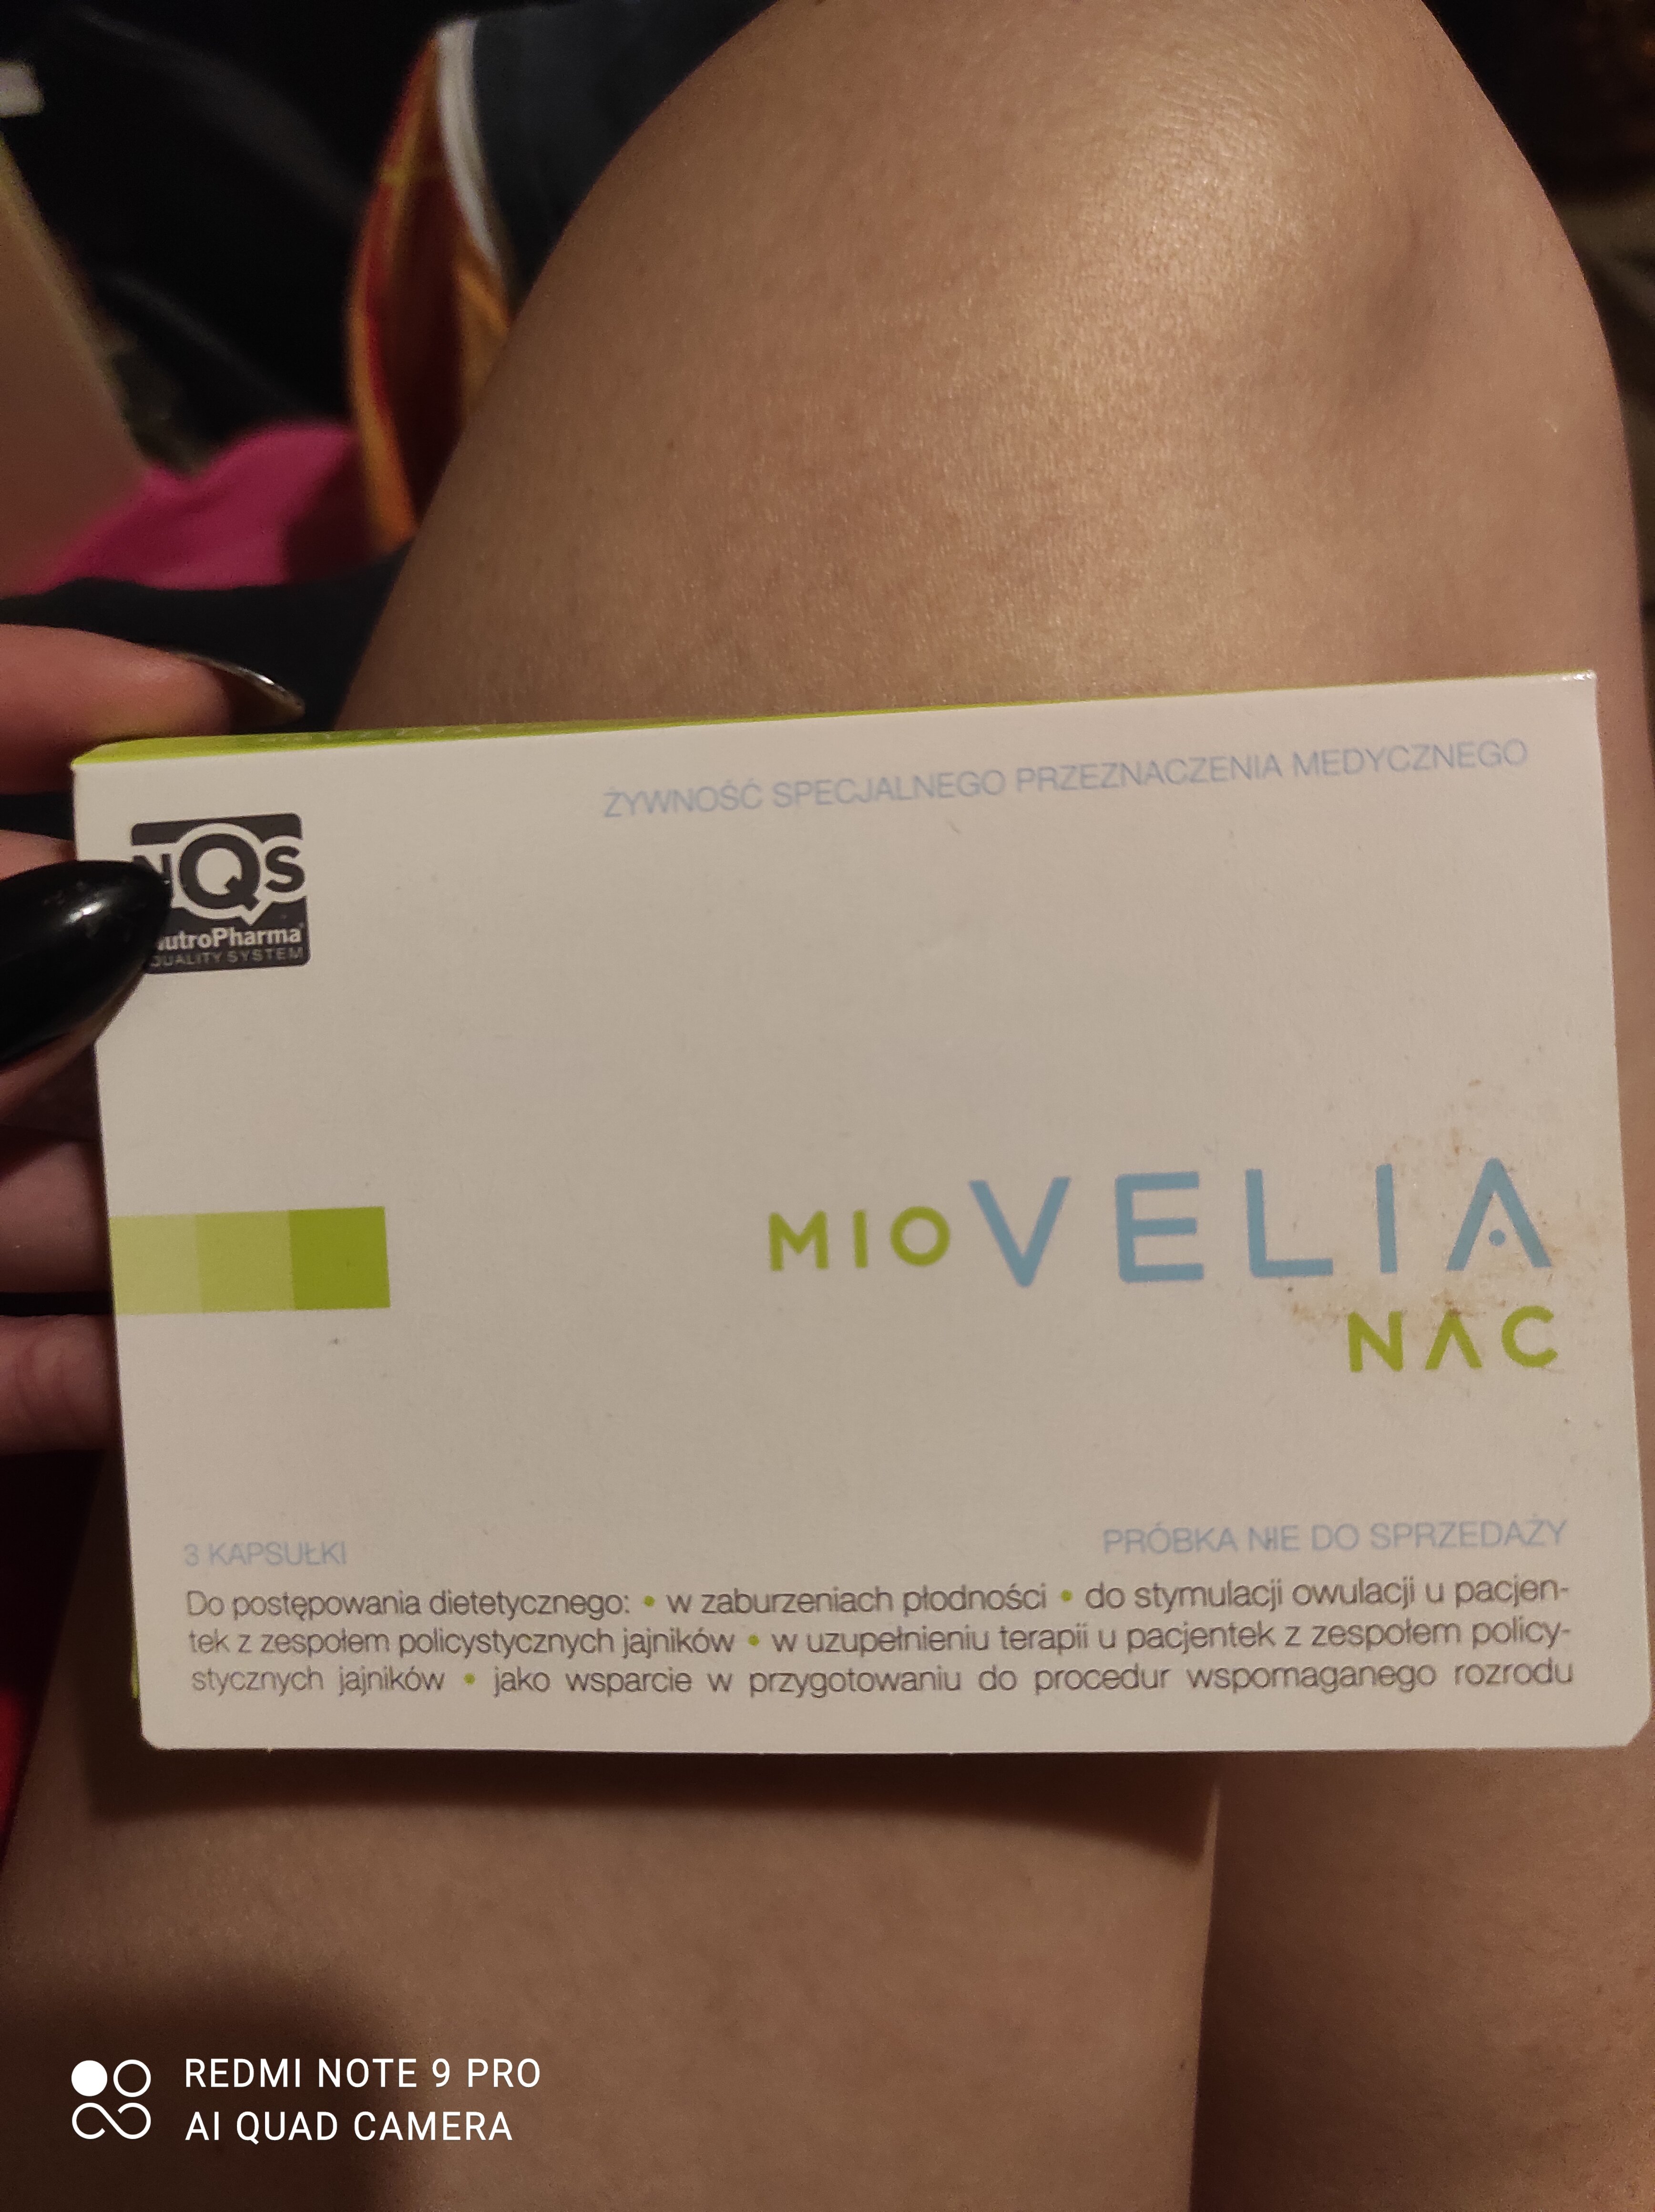 ŻYWNOŚĆ SPECJALNEGO PRZEZNACZENIA MEDYCZNEGO
NQS
NutroPharma
QUALITY SYSTEM
MIOVELIA
NAC
3 KAPSUŁKI
PRÓBKA NIE DO SPRZEDAŻY
Do postępowania dietetycznego: • w zaburzeniach płodności • do stymulacji owulacji u pacjen-
tek z zespołem policystycznych jajników • w uzupełnieniu terapii u pacjentek z zespołem policy-
stycznych jajników • jako wsparcie w przygotowaniu do procedur wspomaganego rozrodu
REDMI NOTE 9 PRO
AI QUAD CAMERA